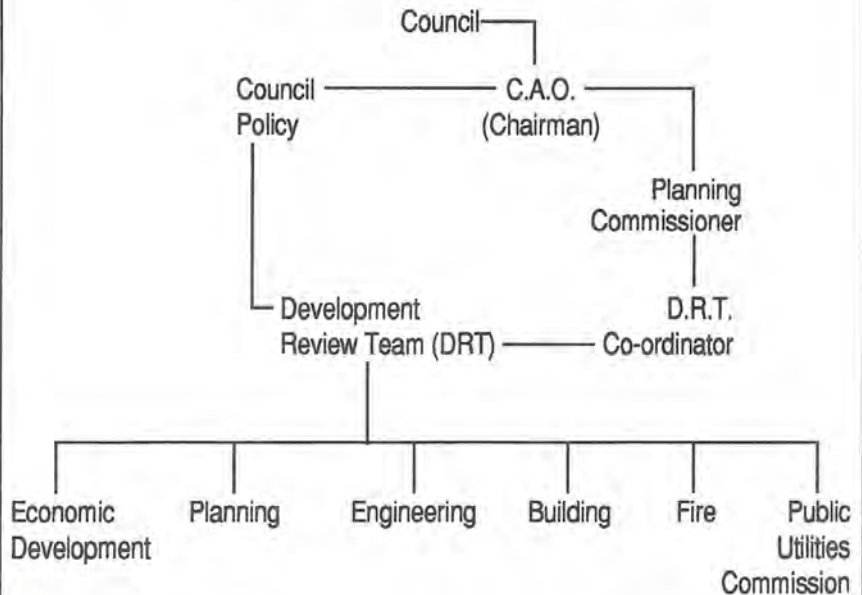 Council
Council
Policy
C.A.O.
(Chairman)
Planning
Commissioner
Development
Review Team (DRT)
D.R.T.
Co-ordinator
Economic
Development
Planning
Engineering
Building
Fire
Public
Utilities
Commission